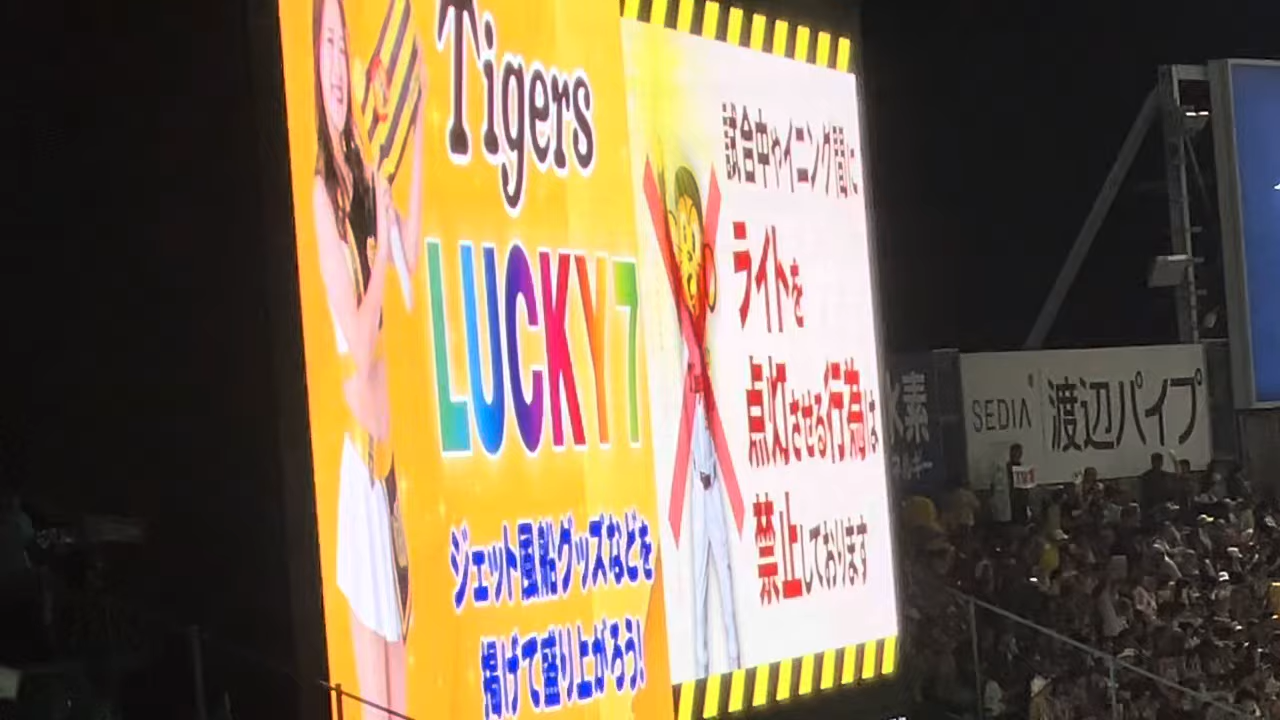 Tigers
LUCKY7
ジェット風船グッズなどを
掲げて盛り上がろう!
試合中やイニング間に
ライトを
点灯させる行為は
禁止しております
SEDIA
渡辺パイプ
水素